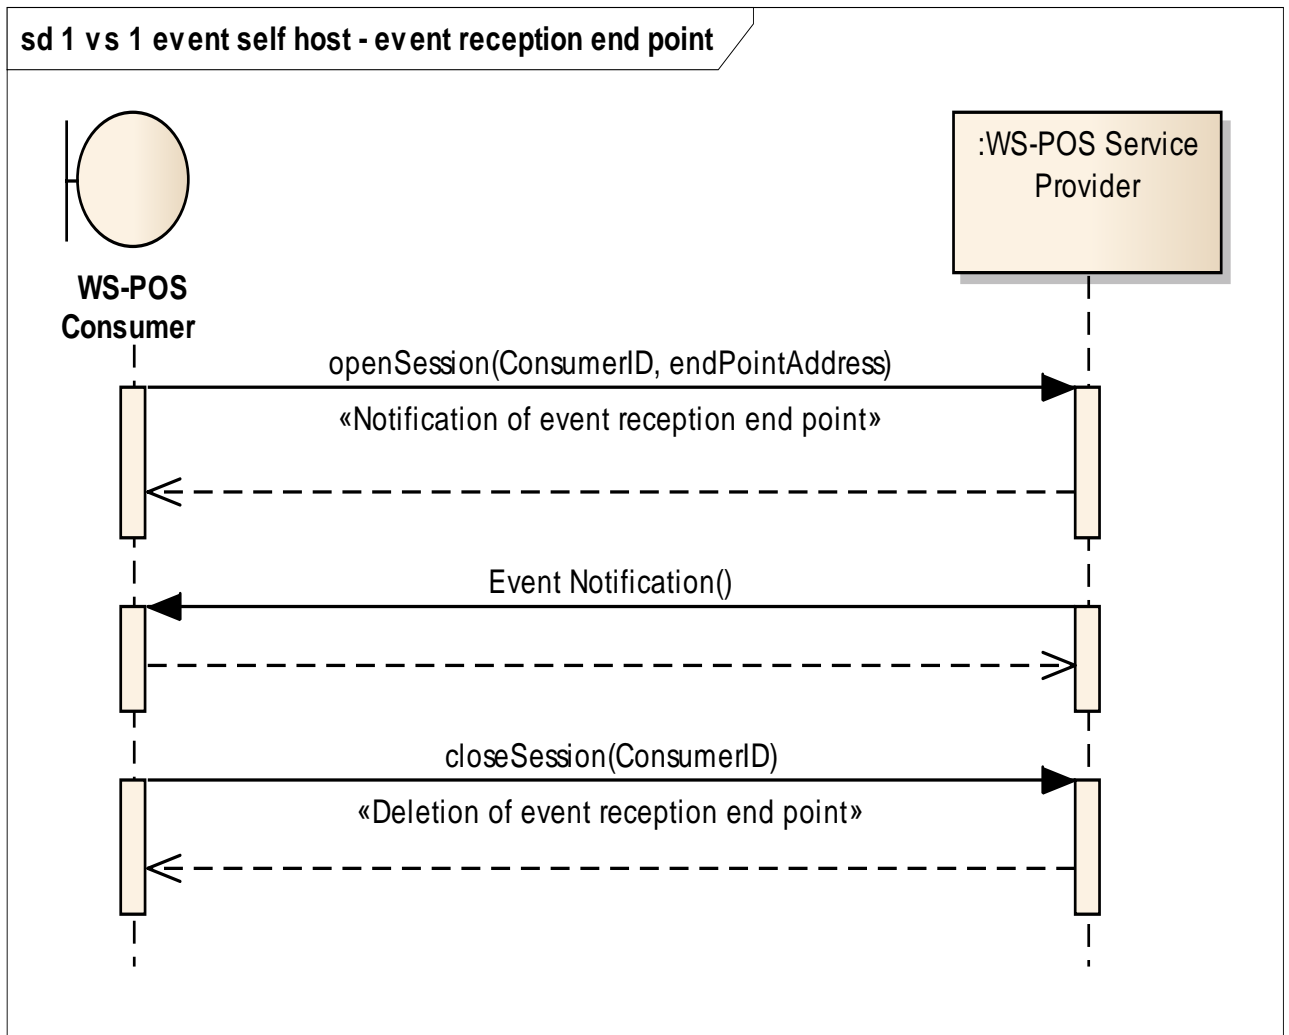 sd 1 vs 1 event self host - event reception end point
:WS-POS Service
Provider
WS-POS
Consumer
openSession(ConsumerID, endPointAddress)
«Notification of event reception end point»
Event Notification()
closeSession(ConsumerID)
«Deletion of event reception end point»